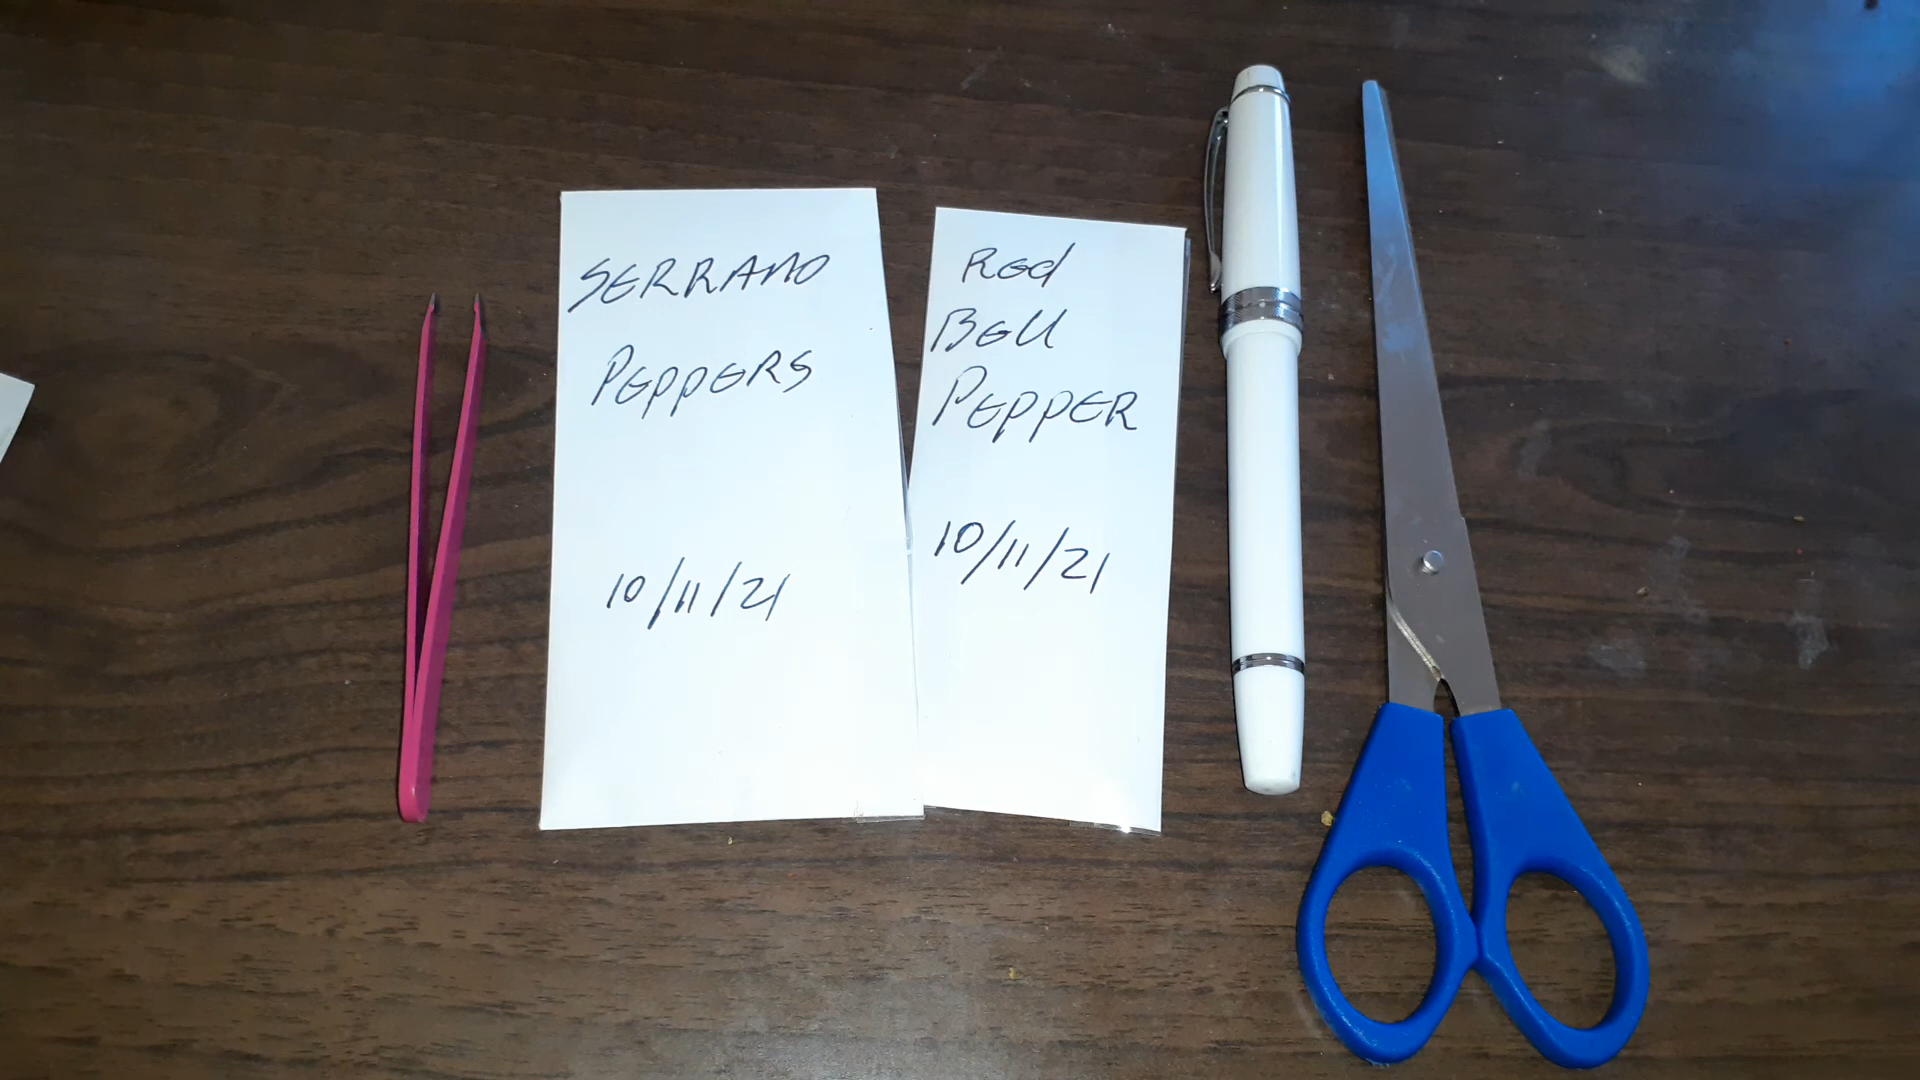 SERRANO
PEPPERS
10/11/21
Red
Bell
PEPPER
10/11/21